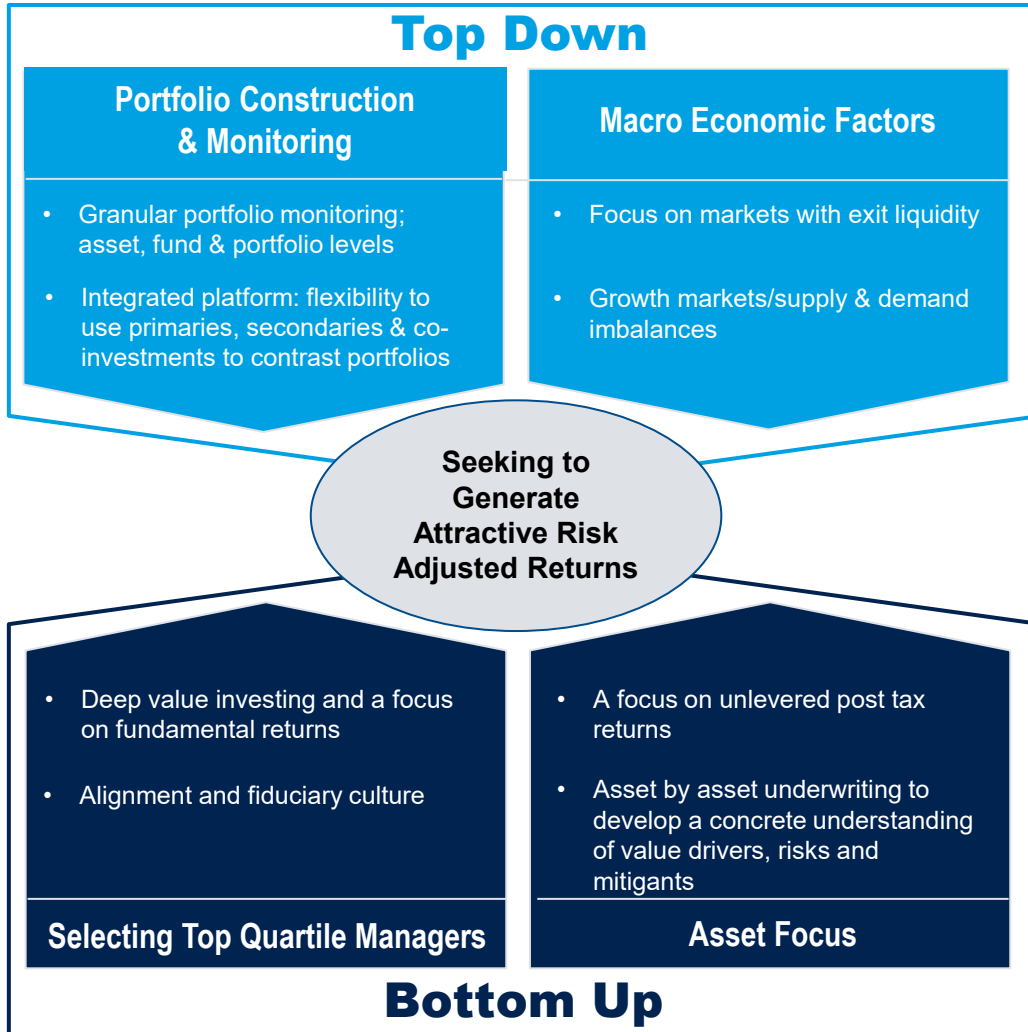 Top Down
Portfolio Construction
& Monitoring
• Granular portfolio monitoring;
asset, fund & portfolio levels
• Integrated platform: flexibility to
use primaries, secondaries & co-
investments to contrast portfolios
Macro Economic Factors
• Focus on markets with exit liquidity
• Growth markets/supply & demand
imbalances
Seeking to
Generate
Attractive Risk
Adjusted Returns
• Deep value investing and a focus
on fundamental returns
• Alignment and fiduciary culture
Selecting Top Quartile Managers
• A focus on unlevered post tax
returns
• Asset by asset underwriting to
develop a concrete understanding
of value drivers, risks and
mitigants
Asset Focus
Bottom Up